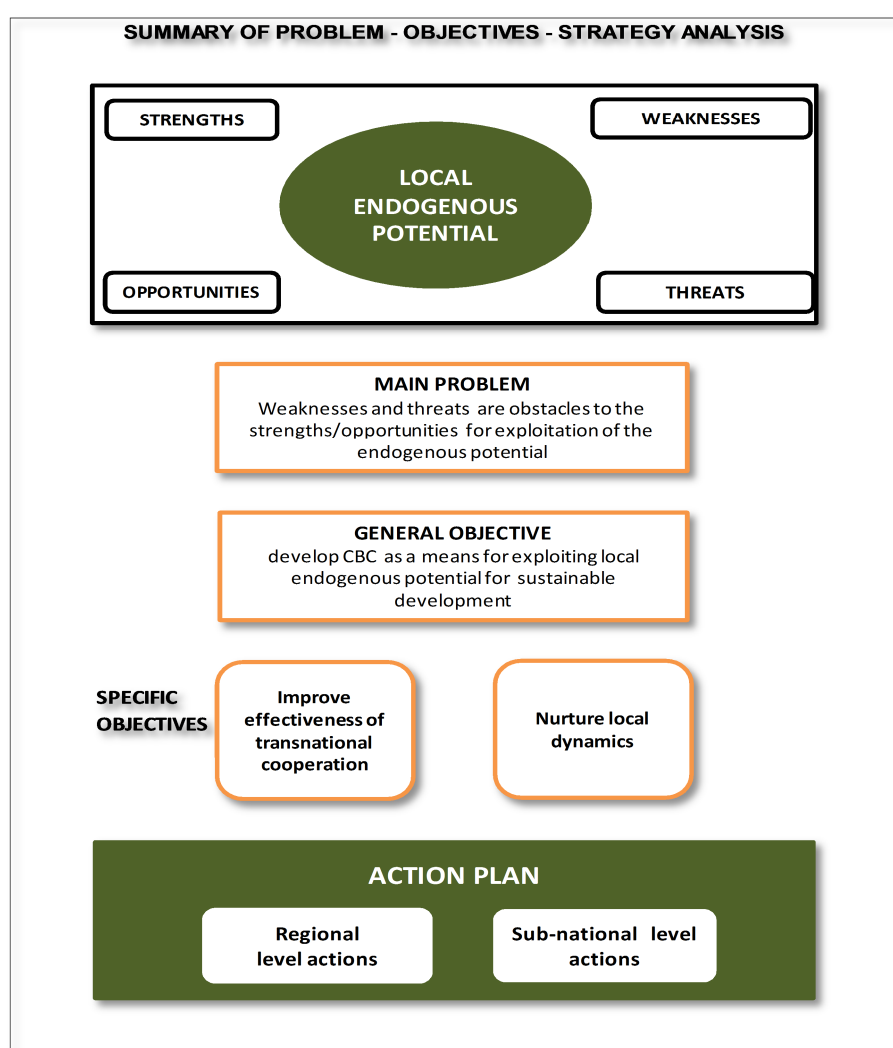 SUMMARY OF PROBLEM - OBJECTIVES - STRATEGY ANALYSIS
STRENGTHS
WEAKNESSES
LOCAL
ENDOGENOUS
POTENTIAL
OPPORTUNITIES
THREATS
MAIN PROBLEM
Weaknesses and threats are obstacles to the
strengths/opportunities for exploitation of the
endogenous potential
GENERAL OBJECTIVE
develop CBC as a means for exploiting local
endogenous potential for sustainable
development
SPECIFIC
OBJECTIVES
Improve
effectiveness of
transnational
cooperation
Nurture local
dynamics
ACTION PLAN
Regional
level actions
Sub-national level
actions